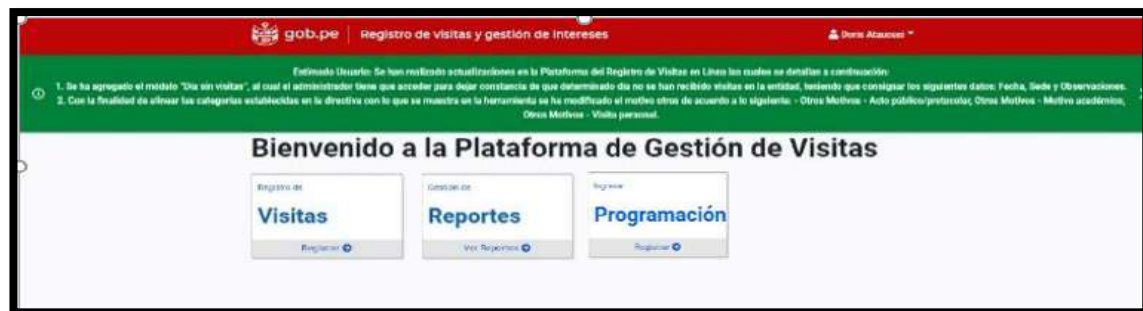 gob.pe | Registro de visitas y gestión de intereses
Doris Ataucusi
Estimado Usuario: Se han realizado actualizaciones en la Plataforma del Registro de Visitas en Línea las cuales se detallan a continuación:
1. Se ha agregado el módulo "Día sin visitas", al cual el administrador tiene que acceder para dejar constancia de que determinado día no se han recibido visitas en la entidad, teniendo que consignar los siguientes datos: Fecha, Sede y Observaciones.
2. Con la finalidad de alinear las categorías establecidas en la directiva con lo que se muestra en la herramienta se ha modificado el motivo otros de acuerdo a lo siguiente: - Otros Motivos - Acto público/protocolar, Otros Motivos - Motivo académico,
Otros Motivos - Visita personal.
Bienvenido a la Plataforma de Gestión de Visitas
Registro de
Visitas
Registrar
Gestión de
Reportes
Ver Reportes
Ingresar
Programación
Registrar